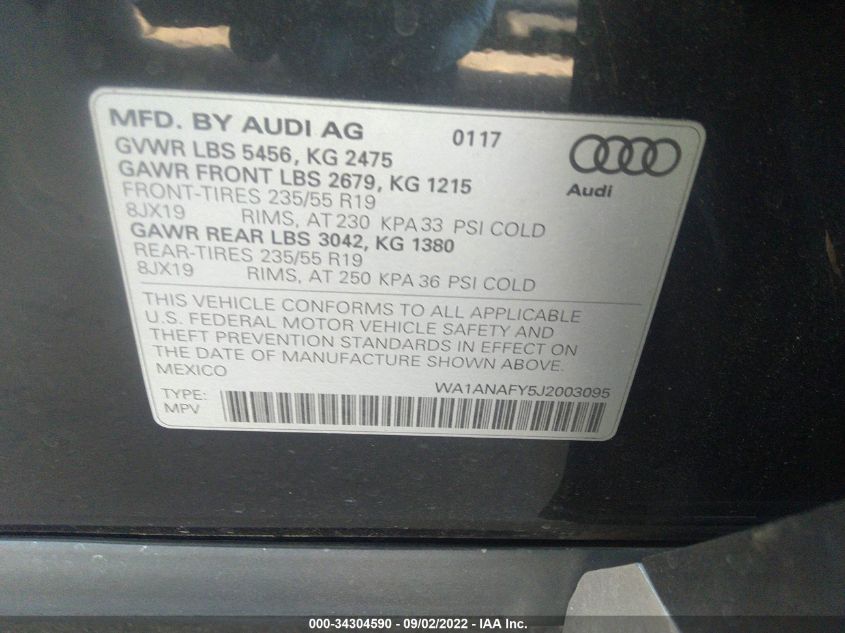 MFD. BY AUDI AG 0117
GVWR LBS 5456, KG 2475
GAWR FRONT LBS 2679, KG 1215
FRONT-TIRES 235/55 R19
8JX19 RIMS, AT 230 KPA 33 PSI COLD
GAWR REAR LBS 3042, KG 1380
REAR-TIRES 235/55 R19
8JX19 RIMS, AT 250 KPA 36 PSI COLD
Audi
THIS VEHICLE CONFORMS TO ALL APPLICABLE
U.S. FEDERAL MOTOR VEHICLE SAFETY AND
THEFT PREVENTION STANDARDS IN EFFECT ON
THE DATE OF MANUFACTURE SHOWN ABOVE.
MEXICO
WA1ANAFY5J2003095
TYPE:
MPV
000-34304590 - 09/02/2022 - IAA Inc.